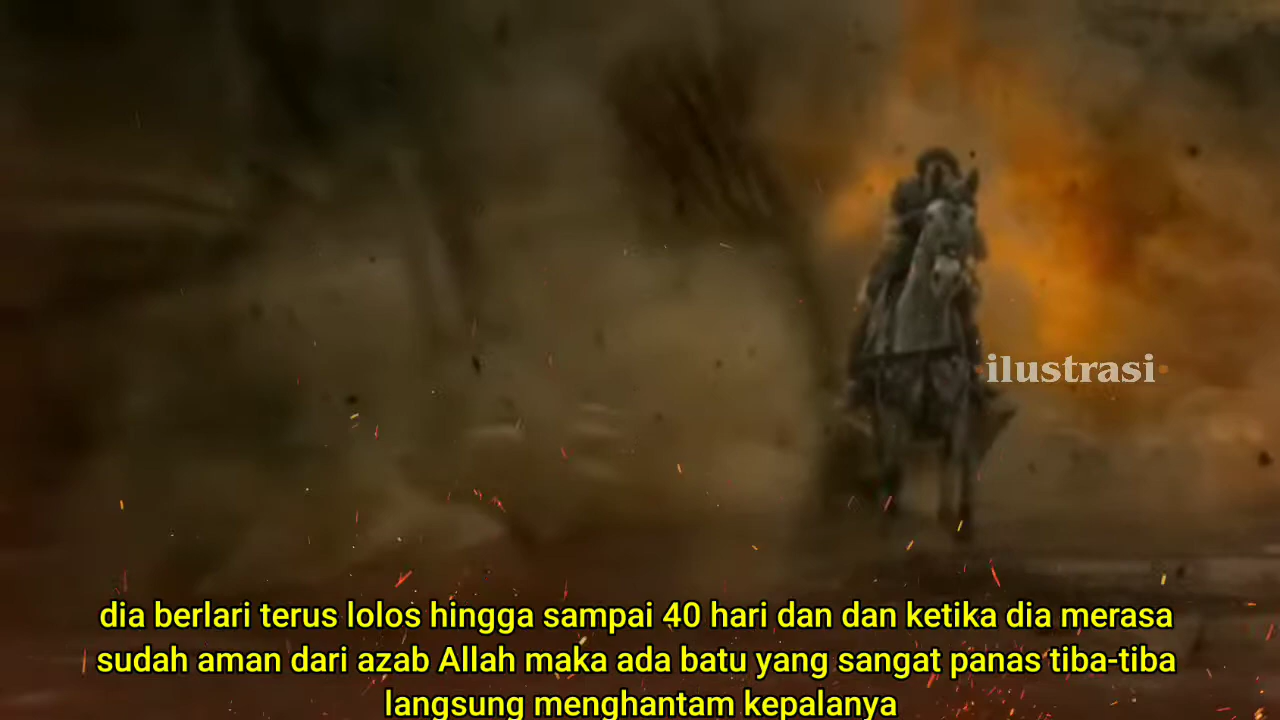 ilustrasi
dia berlari terus lolos hingga sampai 40 hari dan dan ketika dia merasa
sudah aman dari azab Allah maka ada batu yang sangat panas tiba-tiba
langsung menghantam kepalanya